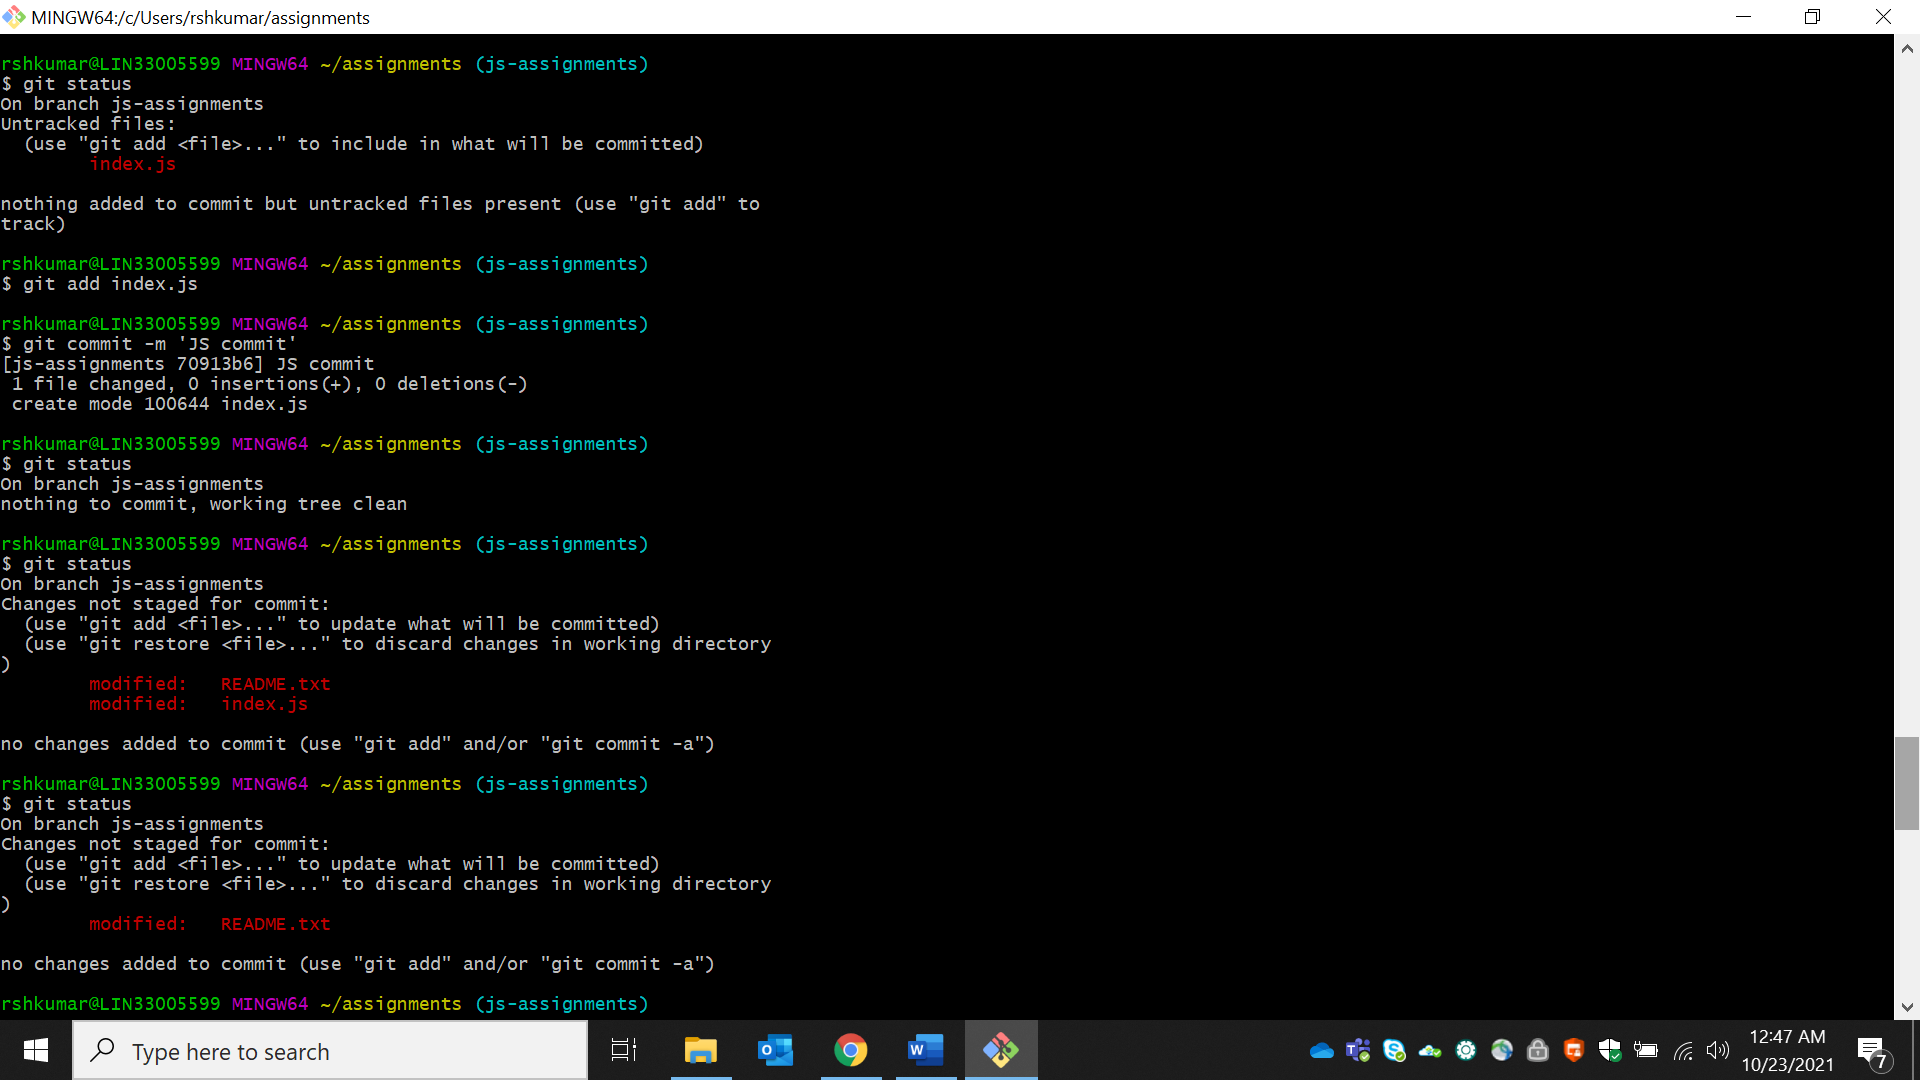 MINGW64:/c/Users/rshkumar/assignments
rshkumar@LIN33005599 MINGW64 ~/assignments (js-assignments)
$ git status
On branch js-assignments
Untracked files:
  (use "git add <file>..." to include in what will be committed)
        index.js
nothing added to commit but untracked files present (use "git add" to
track)
rshkumar@LIN33005599 MINGW64 ~/assignments (js-assignments)
$ git add index.js
rshkumar@LIN33005599 MINGW64 ~/assignments (js-assignments)
$ git commit -m 'JS commit'
[js-assignments 70913b6] JS commit
 1 file changed, 0 insertions(+), 0 deletions(-)
 create mode 100644 index.js
rshkumar@LIN33005599 MINGW64 ~/assignments (js-assignments)
$ git status
On branch js-assignments
nothing to commit, working tree clean
rshkumar@LIN33005599 MINGW64 ~/assignments (js-assignments)
$ git status
On branch js-assignments
Changes not staged for commit:
  (use "git add <file>..." to update what will be committed)
  (use "git restore <file>..." to discard changes in working directory
)
        modified:   README.txt
        modified:   index.js
no changes added to commit (use "git add" and/or "git commit -a")
rshkumar@LIN33005599 MINGW64 ~/assignments (js-assignments)
$ git status
On branch js-assignments
Changes not staged for commit:
  (use "git add <file>..." to update what will be committed)
  (use "git restore <file>..." to discard changes in working directory
)
        modified:   README.txt
no changes added to commit (use "git add" and/or "git commit -a")
rshkumar@LIN33005599 MINGW64 ~/assignments (js-assignments)
Type here to search
12:47 AM
10/23/2021
7